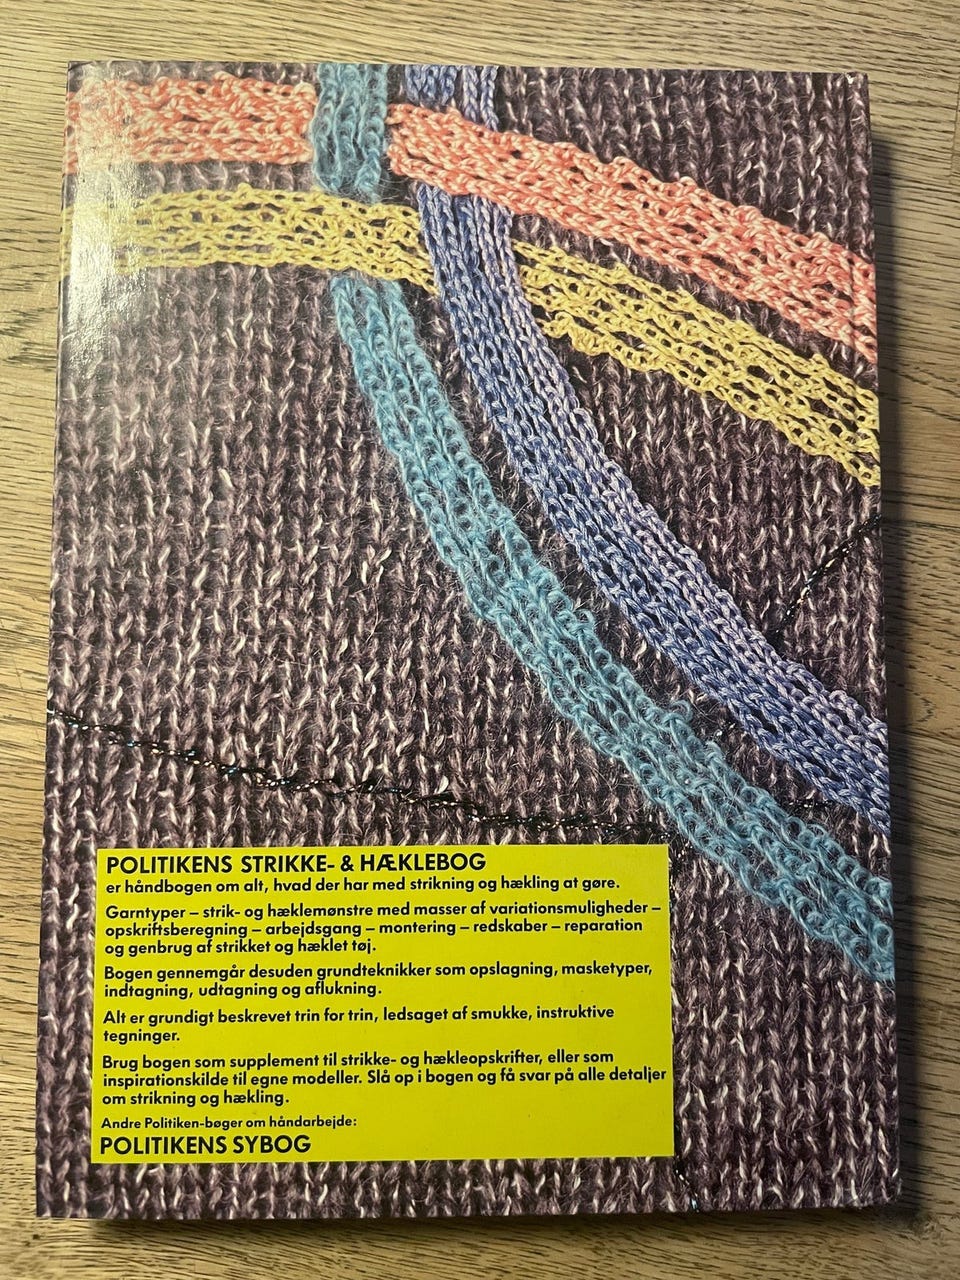 POLITIKENS STRIKKE- & HÆKLEBOG
er håndbogen om alt, hvad der har med strikning og hækling at gøre.
Garntyper – strik- og hæklemønstre med masser af variationsmuligheder –
opskriftsberegning – arbejdsgang – montering – redskaber – reparation
og genbrug af strikket og hæklet tøj.
Bogen gennemgår desuden grundteknikker som opslagning, masketyper,
indtagning, udtagning og aflukning.
Alt er grundigt beskrevet trin for trin, ledsaget af smukke, instruktive
tegninger.
Brug bogen som supplement til strikke- og hækleopskrifter, eller som
inspirationskilde til egne modeller. Slå op i bogen og få svar på alle detaljer
om strikning og hækling.
Andre Politiken-bøger om håndarbejde:
POLITIKENS SYBOG